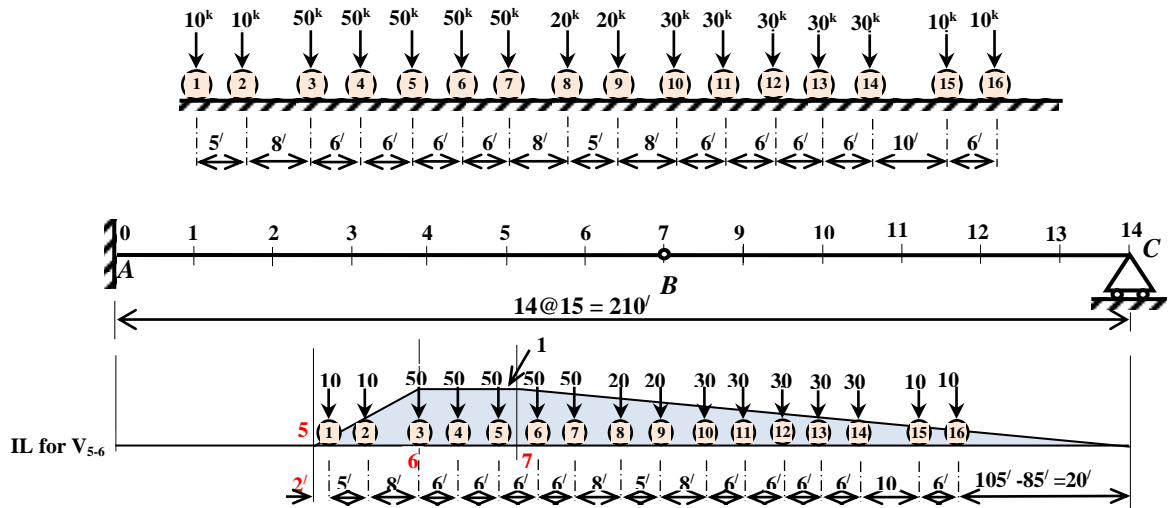 10ᵏ 10ᵏ 50ᵏ 50ᵏ 50ᵏ 50ᵏ 50ᵏ 20ᵏ 20ᵏ 30ᵏ 30ᵏ 30ᵏ 30ᵏ 30ᵏ 10ᵏ 10ᵏ
1 2 3 4 5 6 7 8 9 10 11 12 13 14 15 16
5′ 8′ 6′ 6′ 6′ 6′ 8′ 5′ 8′ 6′ 6′ 6′ 6′ 10′ 6′
0 1 2 3 4 5 6 7 9 10 11 12 13 14
A B C
14@15 = 210′
1
10 10 50 50 50 50 50 20 20 30 30 30 30 30 10 10
5 1 2 3 4 5 6 7 8 9 10 11 12 13 14 15 16
IL for V₅₋₆
6 7
2′ 5′ 8′ 6′ 6′ 6′ 6′ 8′ 5′ 8′ 6′ 6′ 6′ 6′ 10 6′ 105′ -85′ =20′